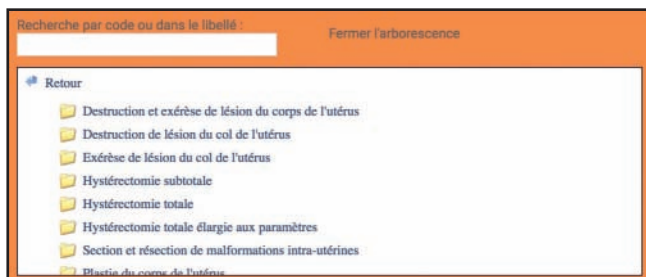 Recherche par code ou dans le libellé :
Fermer l'arborescence
Retour
Destruction et exérèse de lésion du corps de l'utérus
Destruction de lésion du col de l'utérus
Exérèse de lésion du col de l'utérus
Hystérectomie subtotale
Hystérectomie totale
Hystérectomie totale élargie aux paramètres
Section et résection de malformations intra-utérines
Plastie du corps de l'utérus